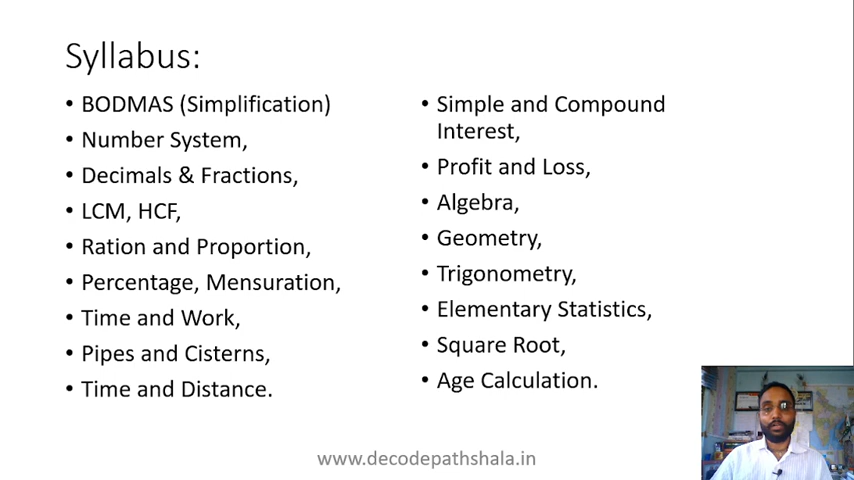 Syllabus:
• BODMAS (Simplification)
• Number System,
• Decimals & Fractions,
• LCM, HCF,
• Ration and Proportion,
• Percentage, Mensuration,
• Time and Work,
• Pipes and Cisterns,
• Time and Distance.
• Simple and Compound
Interest,
• Profit and Loss,
• Algebra,
• Geometry,
• Trigonometry,
• Elementary Statistics,
• Square Root,
• Age Calculation.
www.decodepathshala.in